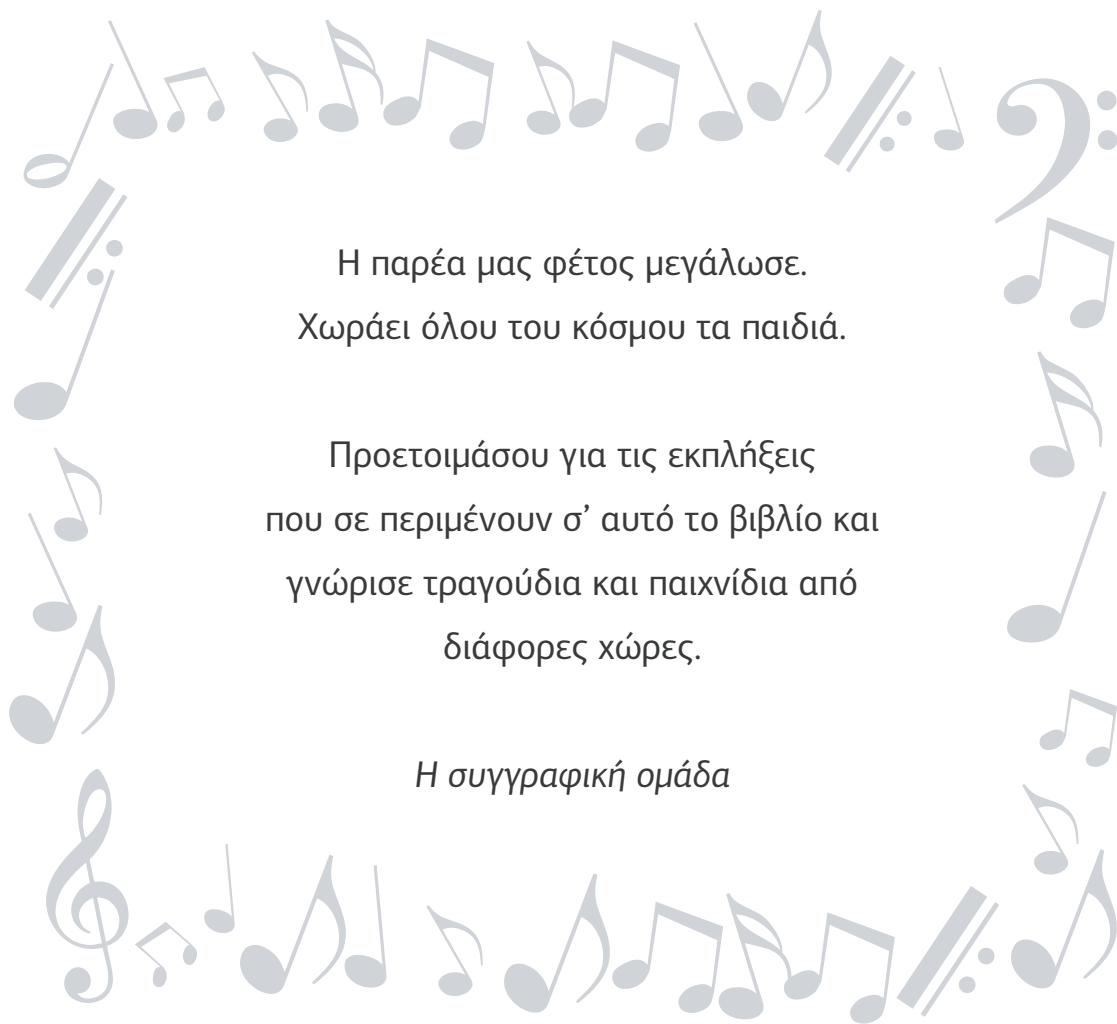 Η παρέα μας φέτος μεγάλωσε.
Χωράει όλου του κόσμου τα παιδιά.
Προετοιμάσου για τις εκπλήξεις
που σε περιμένουν σ’ αυτό το βιβλίο και
γνώρισε τραγούδια και παιχνίδια από
διάφορες χώρες.
Η συγγραφική ομάδα